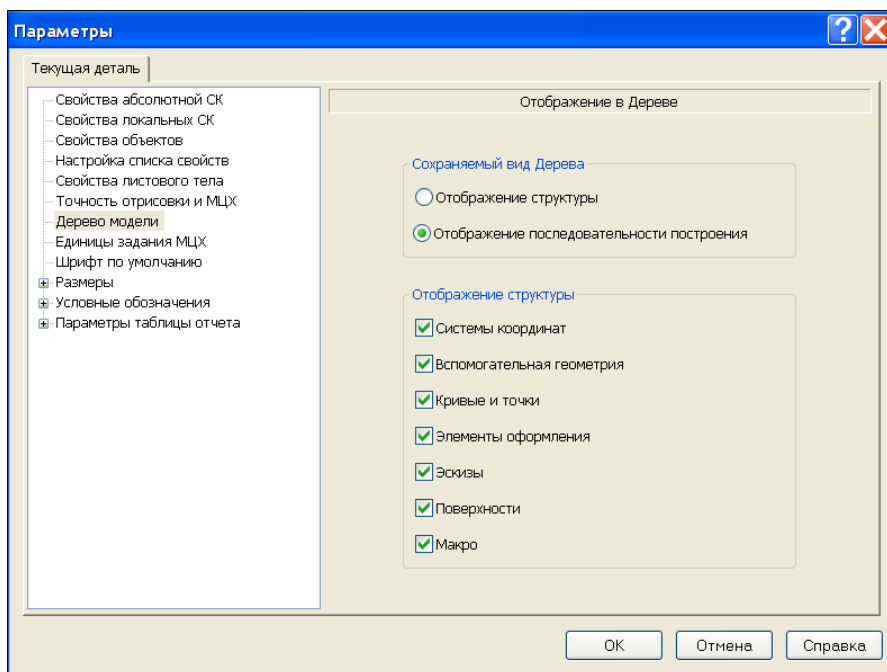 Параметры
Текущая деталь
Свойства абсолютной СК
Свойства локальных СК
Свойства объектов
Настройка списка свойств
Свойства листового тела
Точность отрисовки и МЦХ
Дерево модели
Единицы задания МЦХ
Шрифт по умолчанию
Размеры
Условные обозначения
Параметры таблицы отчета
Отображение в Дереве
Сохраняемый вид Дерева
Отображение структуры
Отображение последовательности построения
Отображение структуры
Системы координат
Вспомогательная геометрия
Кривые и точки
Элементы оформления
Эскизы
Поверхности
Макро
ОК
Отмена
Справка